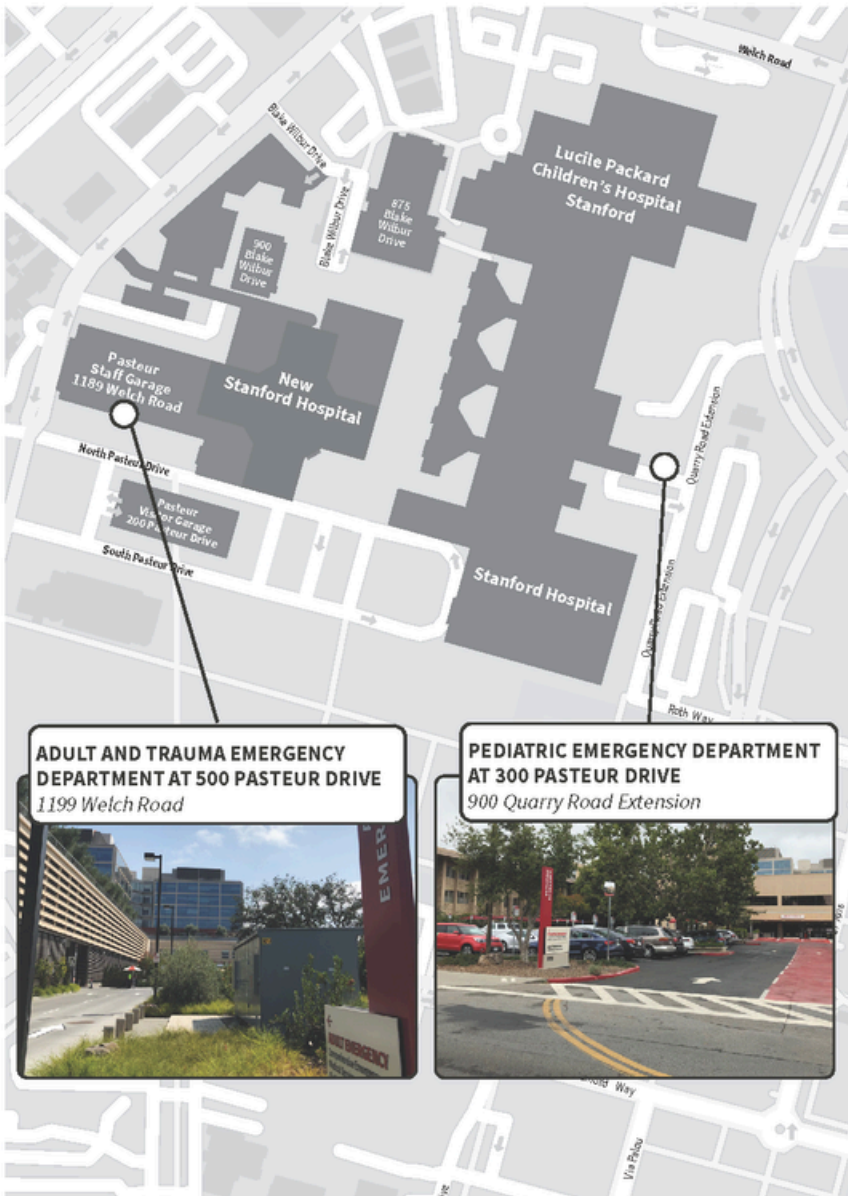 Welch Road
Blake Wilbur Drive
Lucile Packard
Children's Hospital
Stanford
875
Blake
Wilbur
Drive
Blake Wilbur Drive
900
Blake
Wilbur
Drive
Pasteur
Staff Garage
1189 Welch Road
New
Stanford Hospital
Quarry Road Extension
North Pasteur Drive
Pasteur
Visitor Garage
200 Pasteur Drive
South Pasteur Drive
Stanford Hospital
Quarry Road Extension
Roth Way
ADULT AND TRAUMA EMERGENCY
DEPARTMENT AT 500 PASTEUR DRIVE
1199 Welch Road
PEDIATRIC EMERGENCY DEPARTMENT
AT 300 PASTEUR DRIVE
900 Quarry Road Extension
EMER
ADULT EMERGENCY
Way
Via Palou